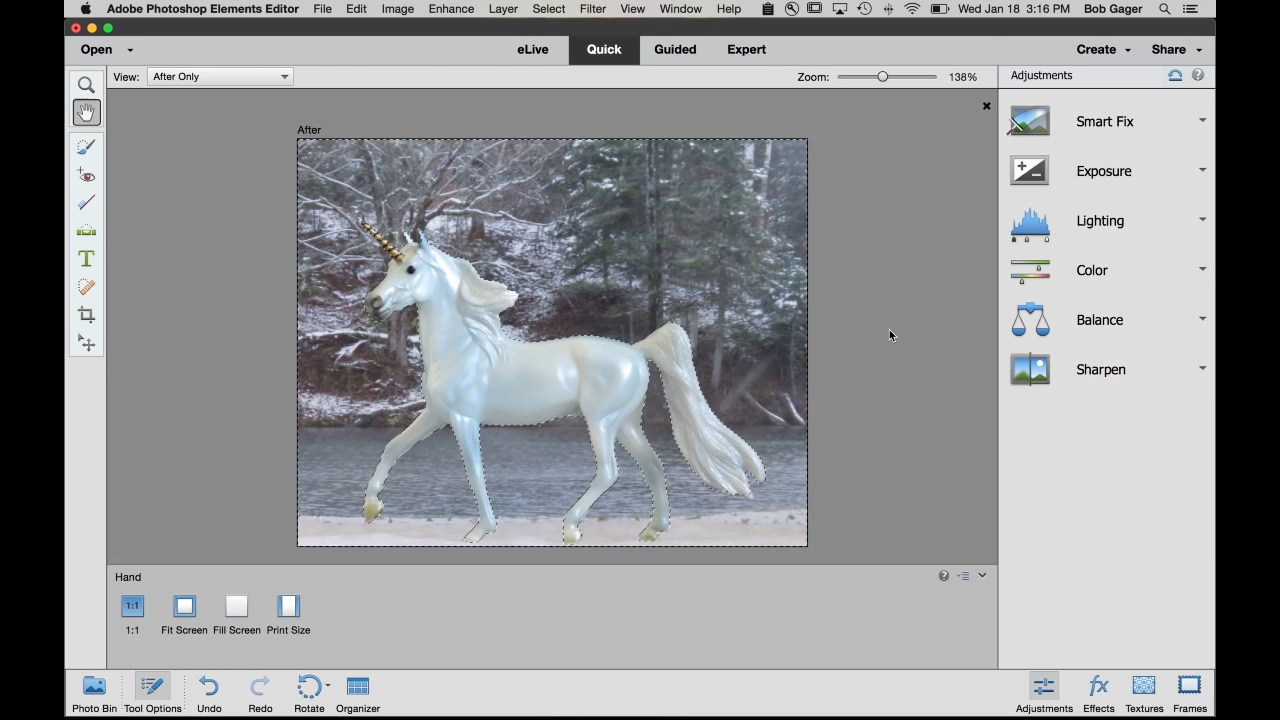 Adobe Photoshop Elements Editor File Edit Image Enhance Layer Select Filter View Window Help Wed Jan 18 3:16 PM Bob Gager
Open eLive Quick Guided Expert Create Share
View: After Only Zoom: 138% Adjustments
After
Smart Fix
Exposure
Lighting
Color
Balance
Sharpen
T
Hand
1:1
1:1 Fit Screen Fill Screen Print Size
fx
Photo Bin Tool Options Undo Redo Rotate Organizer Adjustments Effects Textures Frames